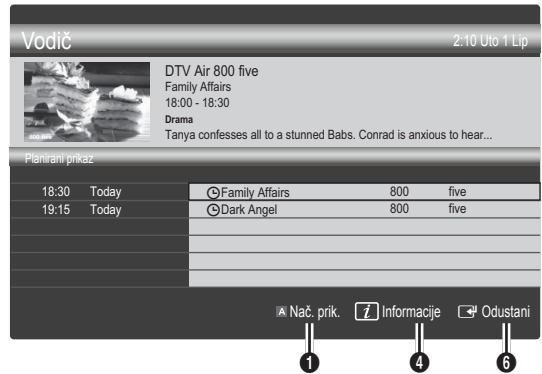 Vodič 2:10 Uto 1 Lip
DTV Air 800 five
Family Affairs
18:00 - 18:30
Drama
Tanya confesses all to a stunned Babs. Conrad is anxious to hear...
800 five
Planirani prikaz
18:30 Today Family Affairs 800 five
19:15 Today Dark Angel 800 five
A Nač. prik. i Informacije Odustani
1 4 6